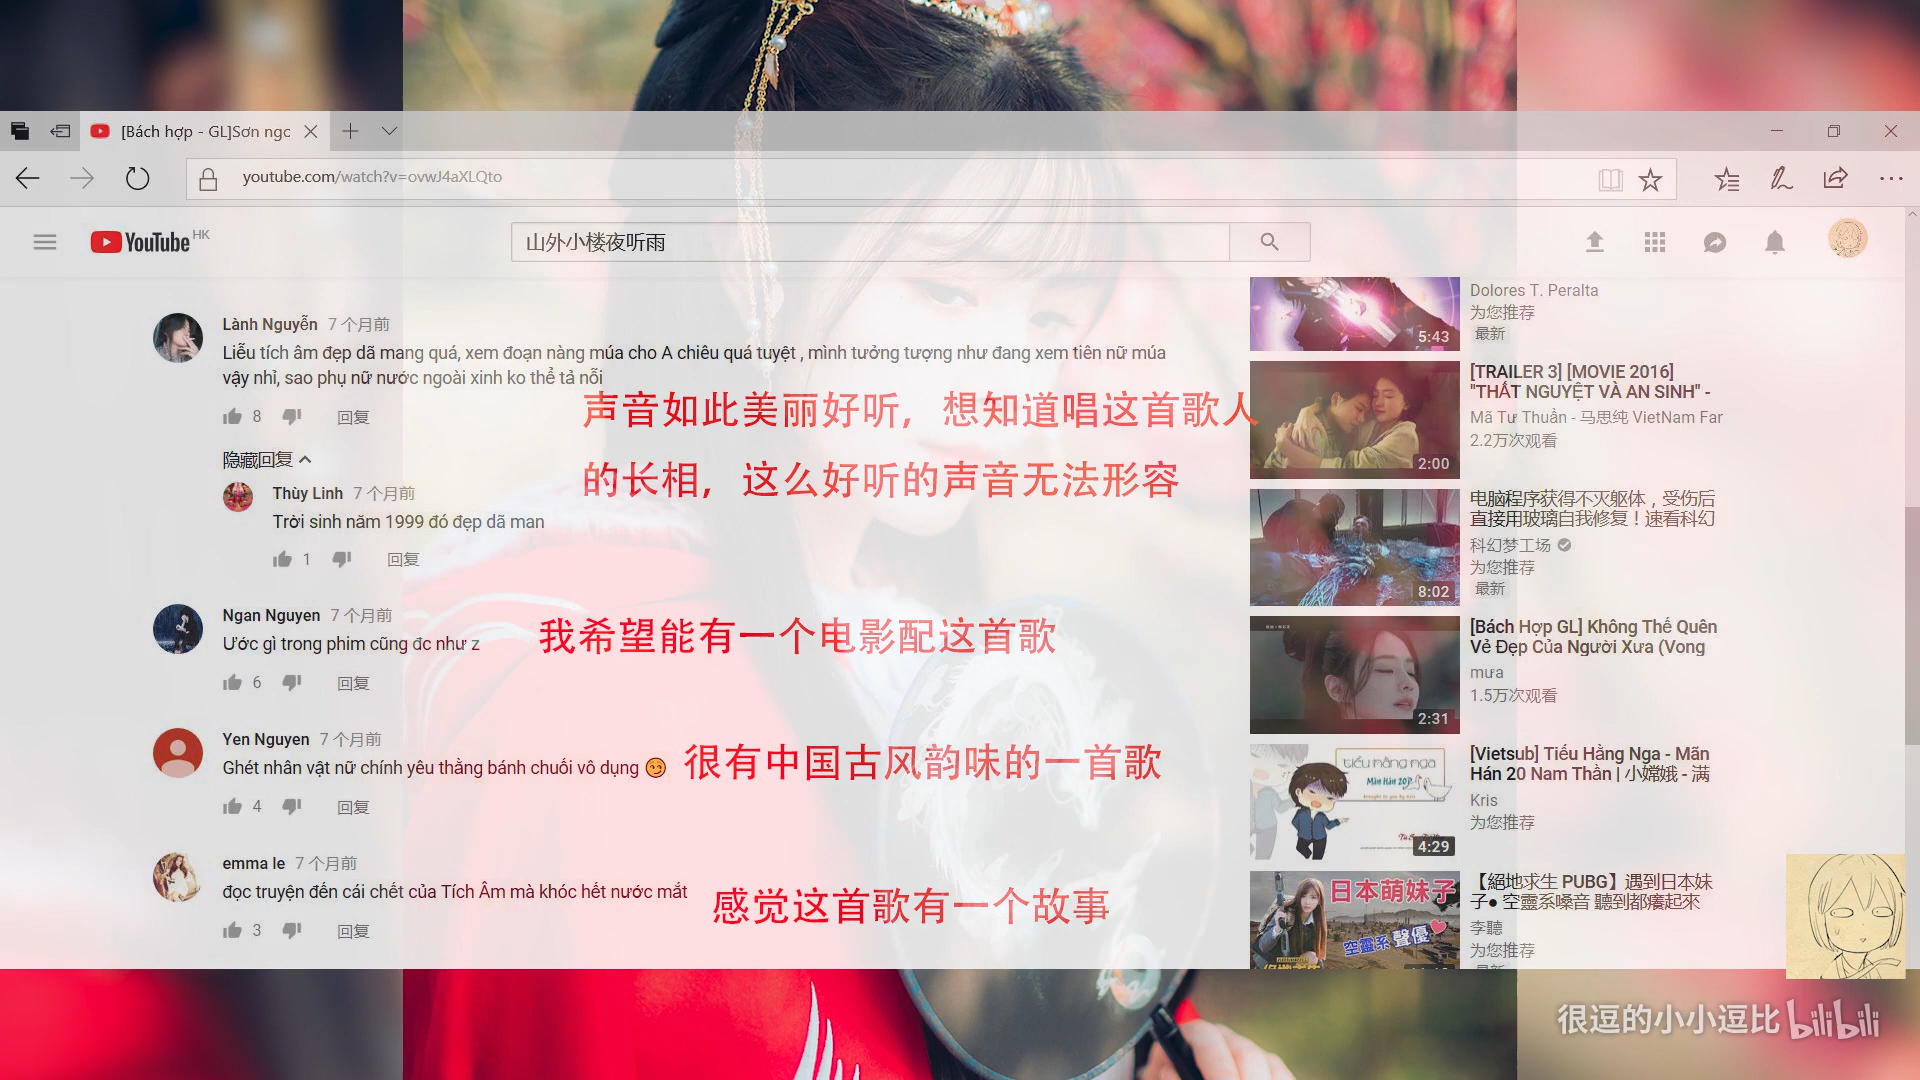 [Bách hợp - GL]Sơn ngọ
youtube.com/watch?v=ovwJ4aXLQto
YouTube HK
山外小楼夜听雨
Lành Nguyễn 7 个月前
Liễu tích âm đẹp dã mang quá, xem đoạn nàng múa cho A chiêu quá tuyệt , mình tưởng tượng như đang xem tiên nữ múa
vậy nhỉ, sao phụ nữ nước ngoài xinh ko thể tả nỗi
声音如此美丽好听，想知道唱这首歌人
的长相，这么好听的声音无法形容
8 回复
隐藏回复
Thùy Linh 7 个月前
Trời sinh năm 1999 đó đẹp dã man
1 回复
Ngan Nguyen 7 个月前
Ước gì trong phim cũng đc như z
我希望能有一个电影配这首歌
6 回复
Yen Nguyen 7 个月前
Ghét nhân vật nữ chính yêu thằng bánh chuối vô dụng
很有中国古风韵味的一首歌
4 回复
emma le 7 个月前
đọc truyện đến cái chết của Tích Âm mà khóc hết nước mắt
感觉这首歌有一个故事
3 回复
5:43
Dolores T. Peralta
为您推荐
最新
2:00
[TRAILER 3] [MOVIE 2016]
"THẤT NGUYỆT VÀ AN SINH" -
Mã Tư Thuần - 马思纯 VietNam Far
2.2万次观看
8:02
电脑程序获得不灭躯体，受伤后
直接用玻璃自我修复！速看科幻
科幻梦工场
为您推荐
最新
2:31
[Bách Hợp GL] Không Thể Quên
Vẻ Đẹp Của Người Xưa (Vong
mưa
1.5万次观看
tiểu hằng nga
Mãn Hán 20
4:29
[Vietsub] Tiểu Hằng Nga - Mãn
Hán 20 Nam Thần | 小嫦娥 - 满
Kris
为您推荐
日本萌妹子
空靈系 聲優
【絕地求生 PUBG】遇到日本妹
子● 空靈系嗓音 聽到都癢起來
李聽
为您推荐
很逗的小小逗比 bilibili